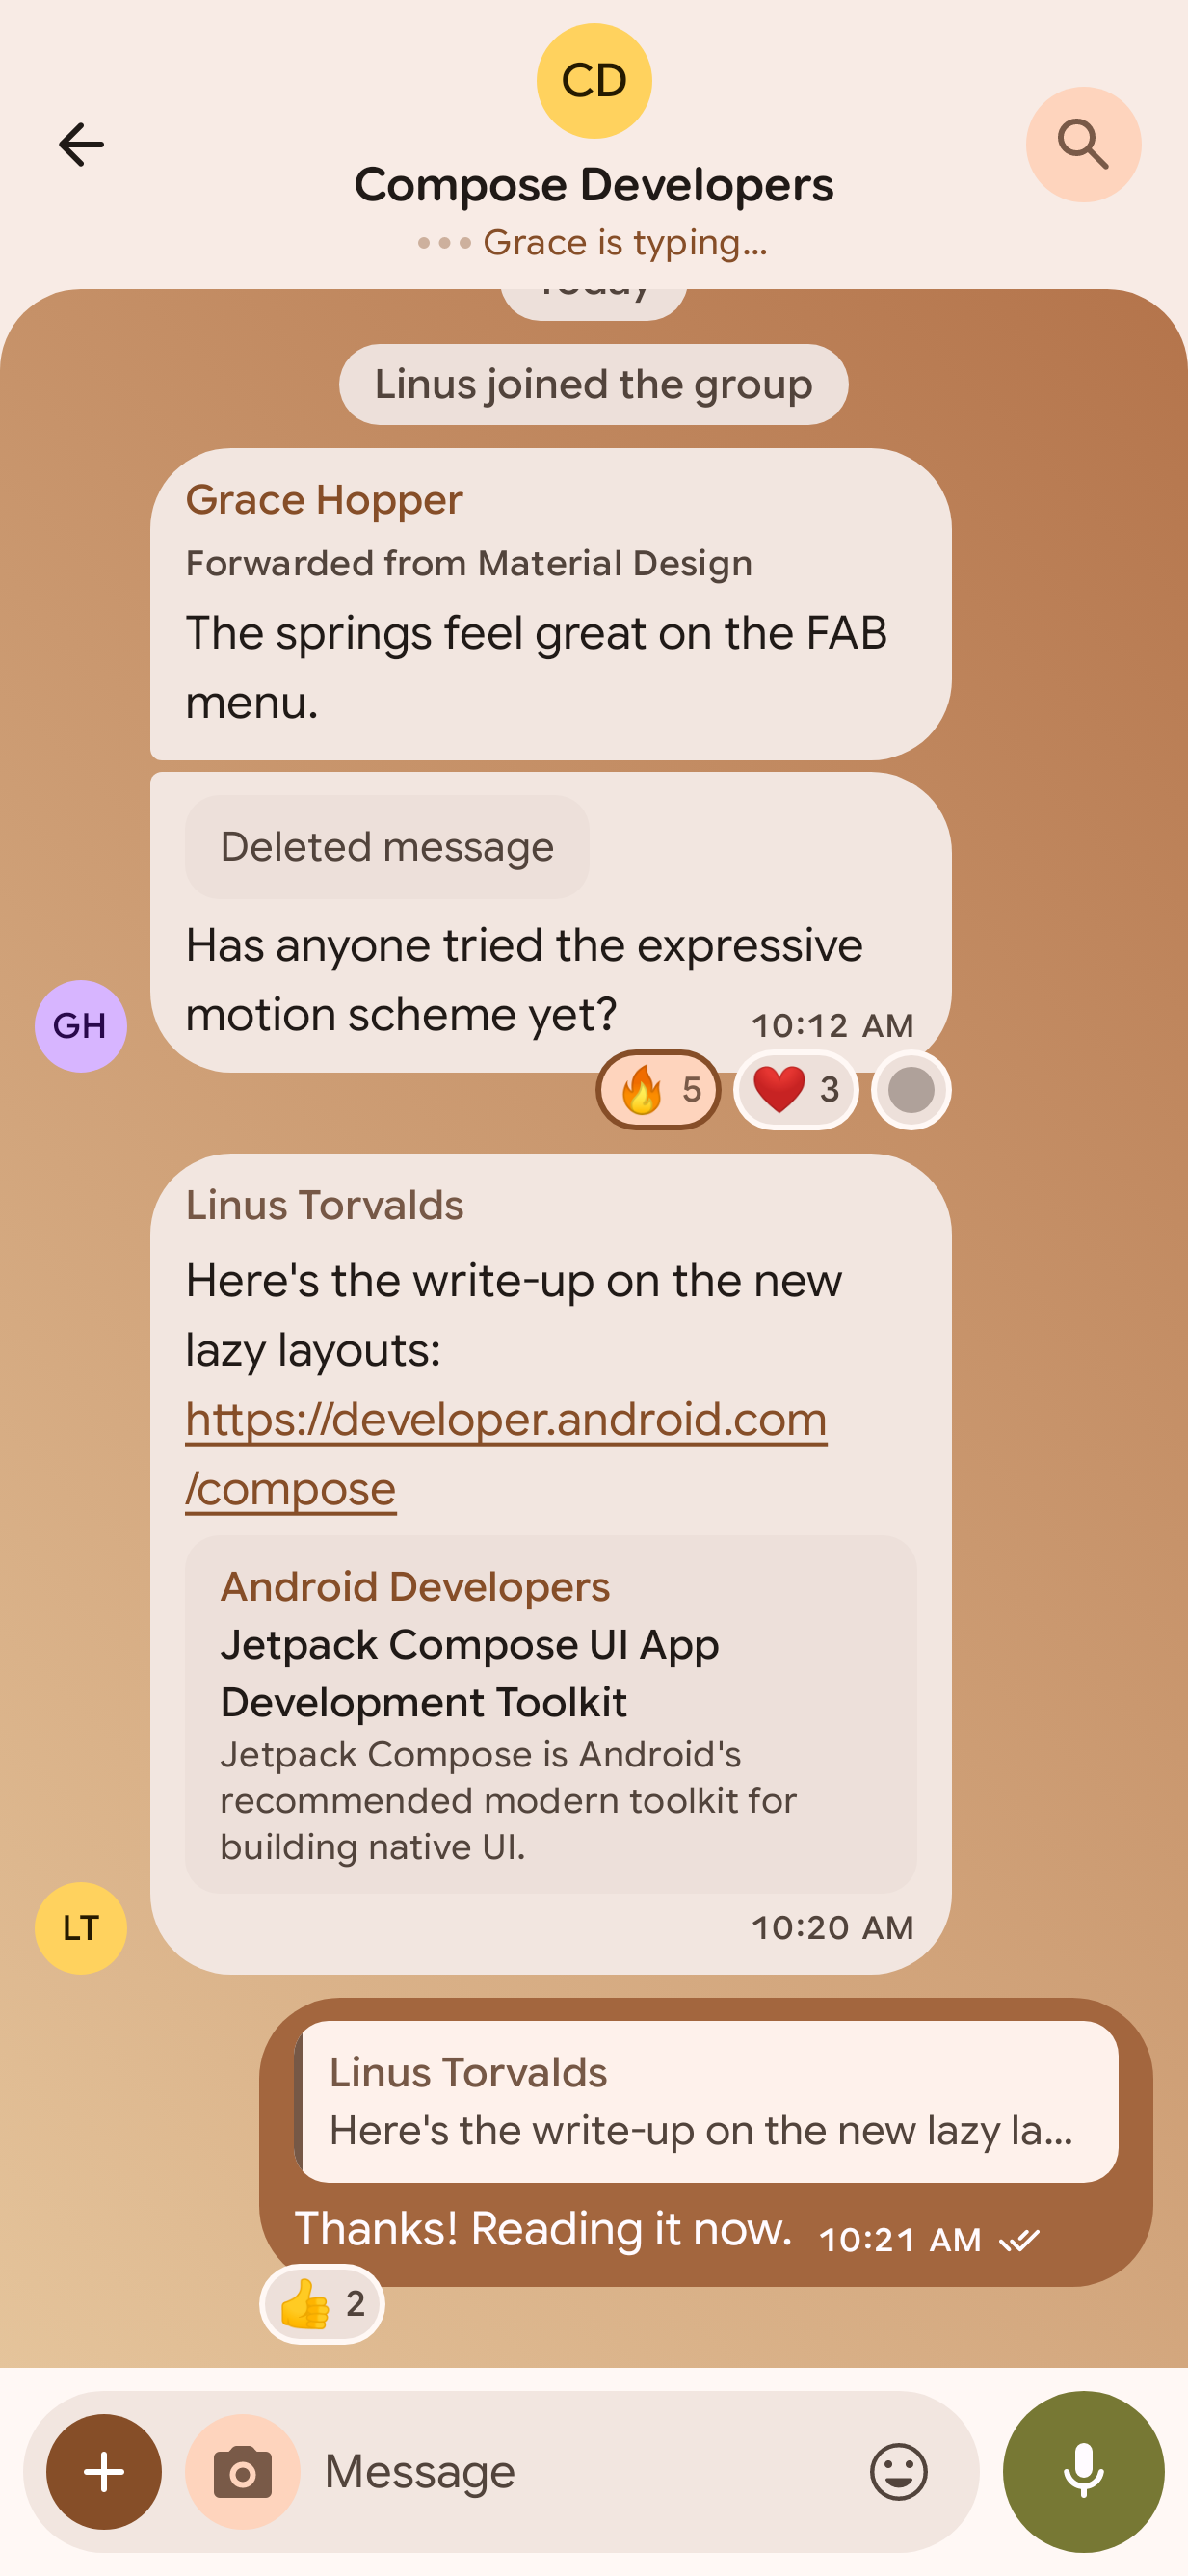 CD
Compose Developers
Grace is typing...
Today
Linus joined the group
Grace Hopper
Forwarded from Material Design
The springs feel great on the FAB
menu.
Deleted message
Has anyone tried the expressive
motion scheme yet?
10:12 AM
GH
🔥 5
❤️ 3
Linus Torvalds
Here's the write-up on the new
lazy layouts:
https://developer.android.com
/compose
Android Developers
Jetpack Compose UI App
Development Toolkit
Jetpack Compose is Android's
recommended modern toolkit for
building native UI.
10:20 AM
LT
Linus Torvalds
Here's the write-up on the new lazy la...
Thanks! Reading it now. 10:21 AM
👍 2
Message